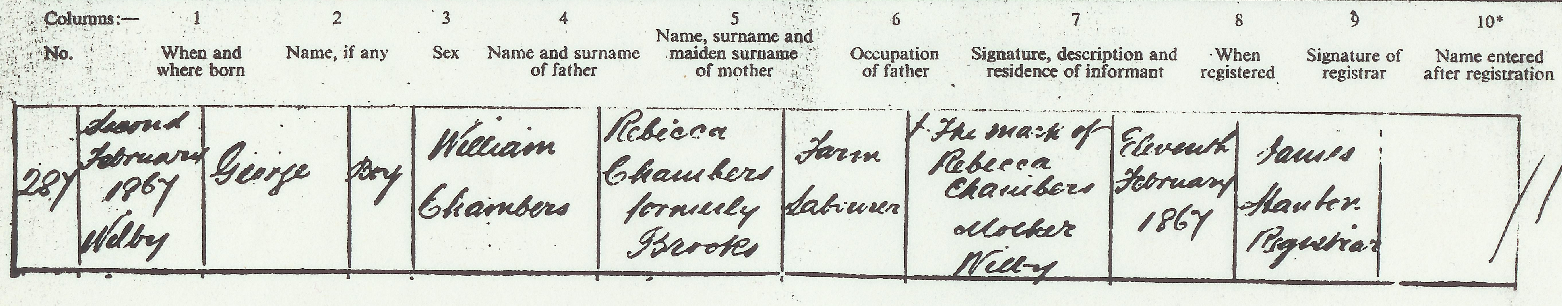 Columns:— 1 2 3 4 5 6 7 8 9 10*
No. When and where born Name, if any Sex Name and surname of father Name, surname and maiden surname of mother Occupation of father Signature, description and residence of informant When registered Signature of registrar Name entered after registration
287
Second
February
1867
Wilby
George
Boy
William
Chambers
Rebecca
Chambers
formerly
Brooks
Farm
Labourer
X The mark of
Rebecca
Chambers
Mother
Wilby
Eleventh
February
1867
James
Registrar